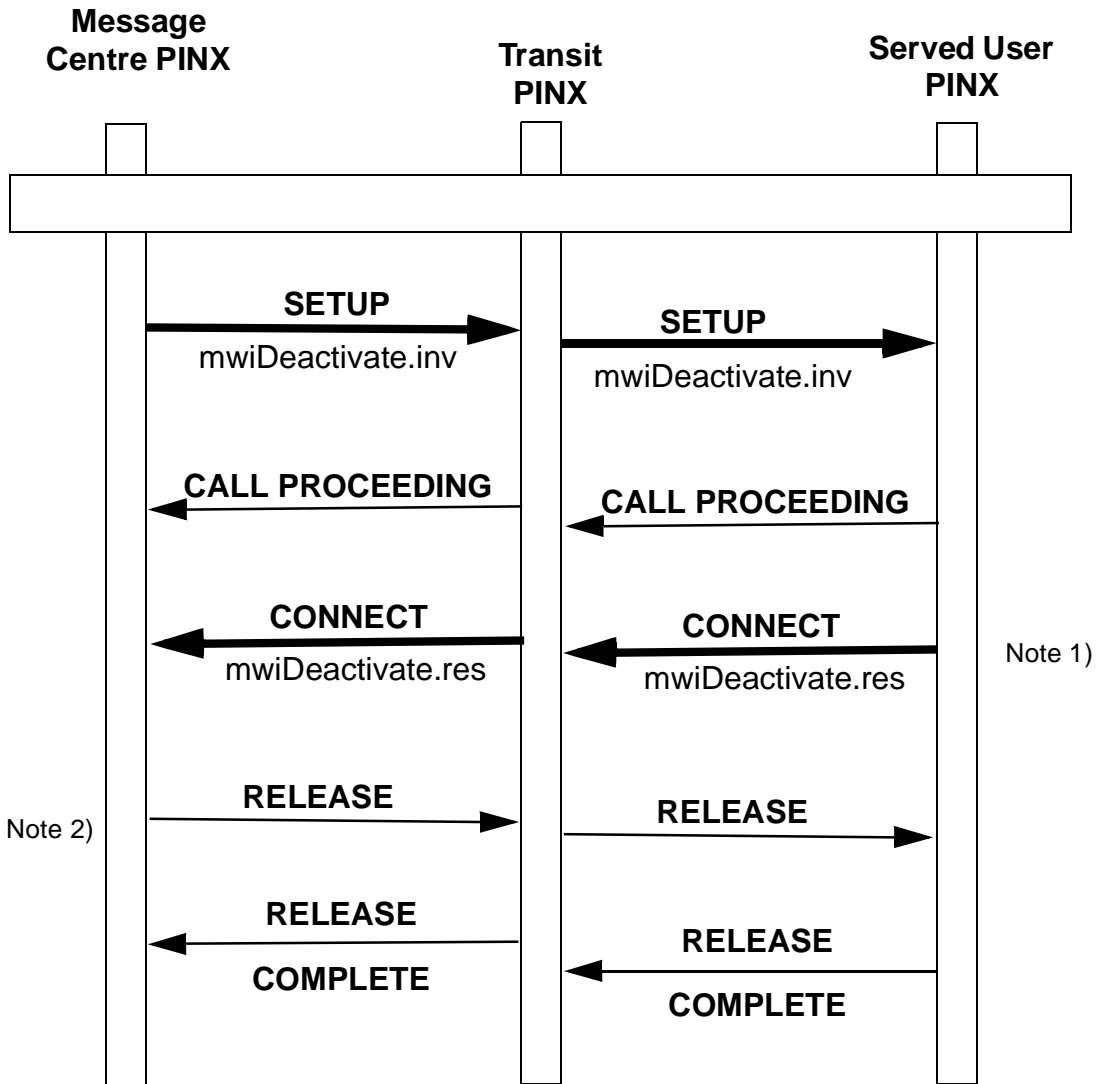 Message
Centre PINX
Transit
PINX
Served User
PINX
SETUP
mwiDeactivate.inv
SETUP
mwiDeactivate.inv
CALL PROCEEDING
CALL PROCEEDING
CONNECT
mwiDeactivate.res
CONNECT
mwiDeactivate.res
Note 1)
RELEASE
RELEASE
Note 2)
RELEASE
COMPLETE
RELEASE
COMPLETE